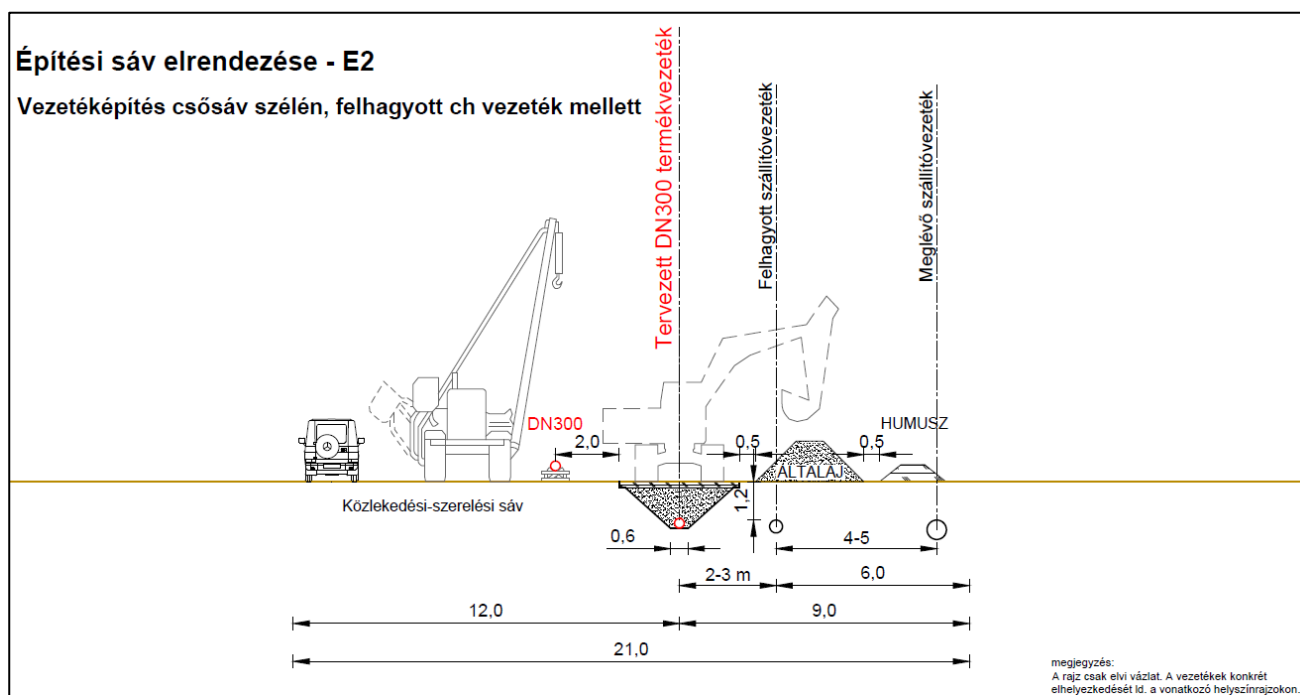 Építési sáv elrendezése - E2
Vezetéképítés csősáv szélén, felhagyott ch vezeték mellett
Tervezett DN300 termékvezeték
Felhagyott szállítóvezeték
Meglévő szállítóvezeték
DN300
2,0
0,5
0,5
HUMUSZ
ÁLTALAJ
Közlekedési-szerelési sáv
1,2
0,6
4-5
2-3 m
6,0
12,0
9,0
21,0
megjegyzés:
A rajz csak elvi vázlat. A vezetékek konkrét
elhelyezkedését ld. a vonatkozó helyszínrajzokon.